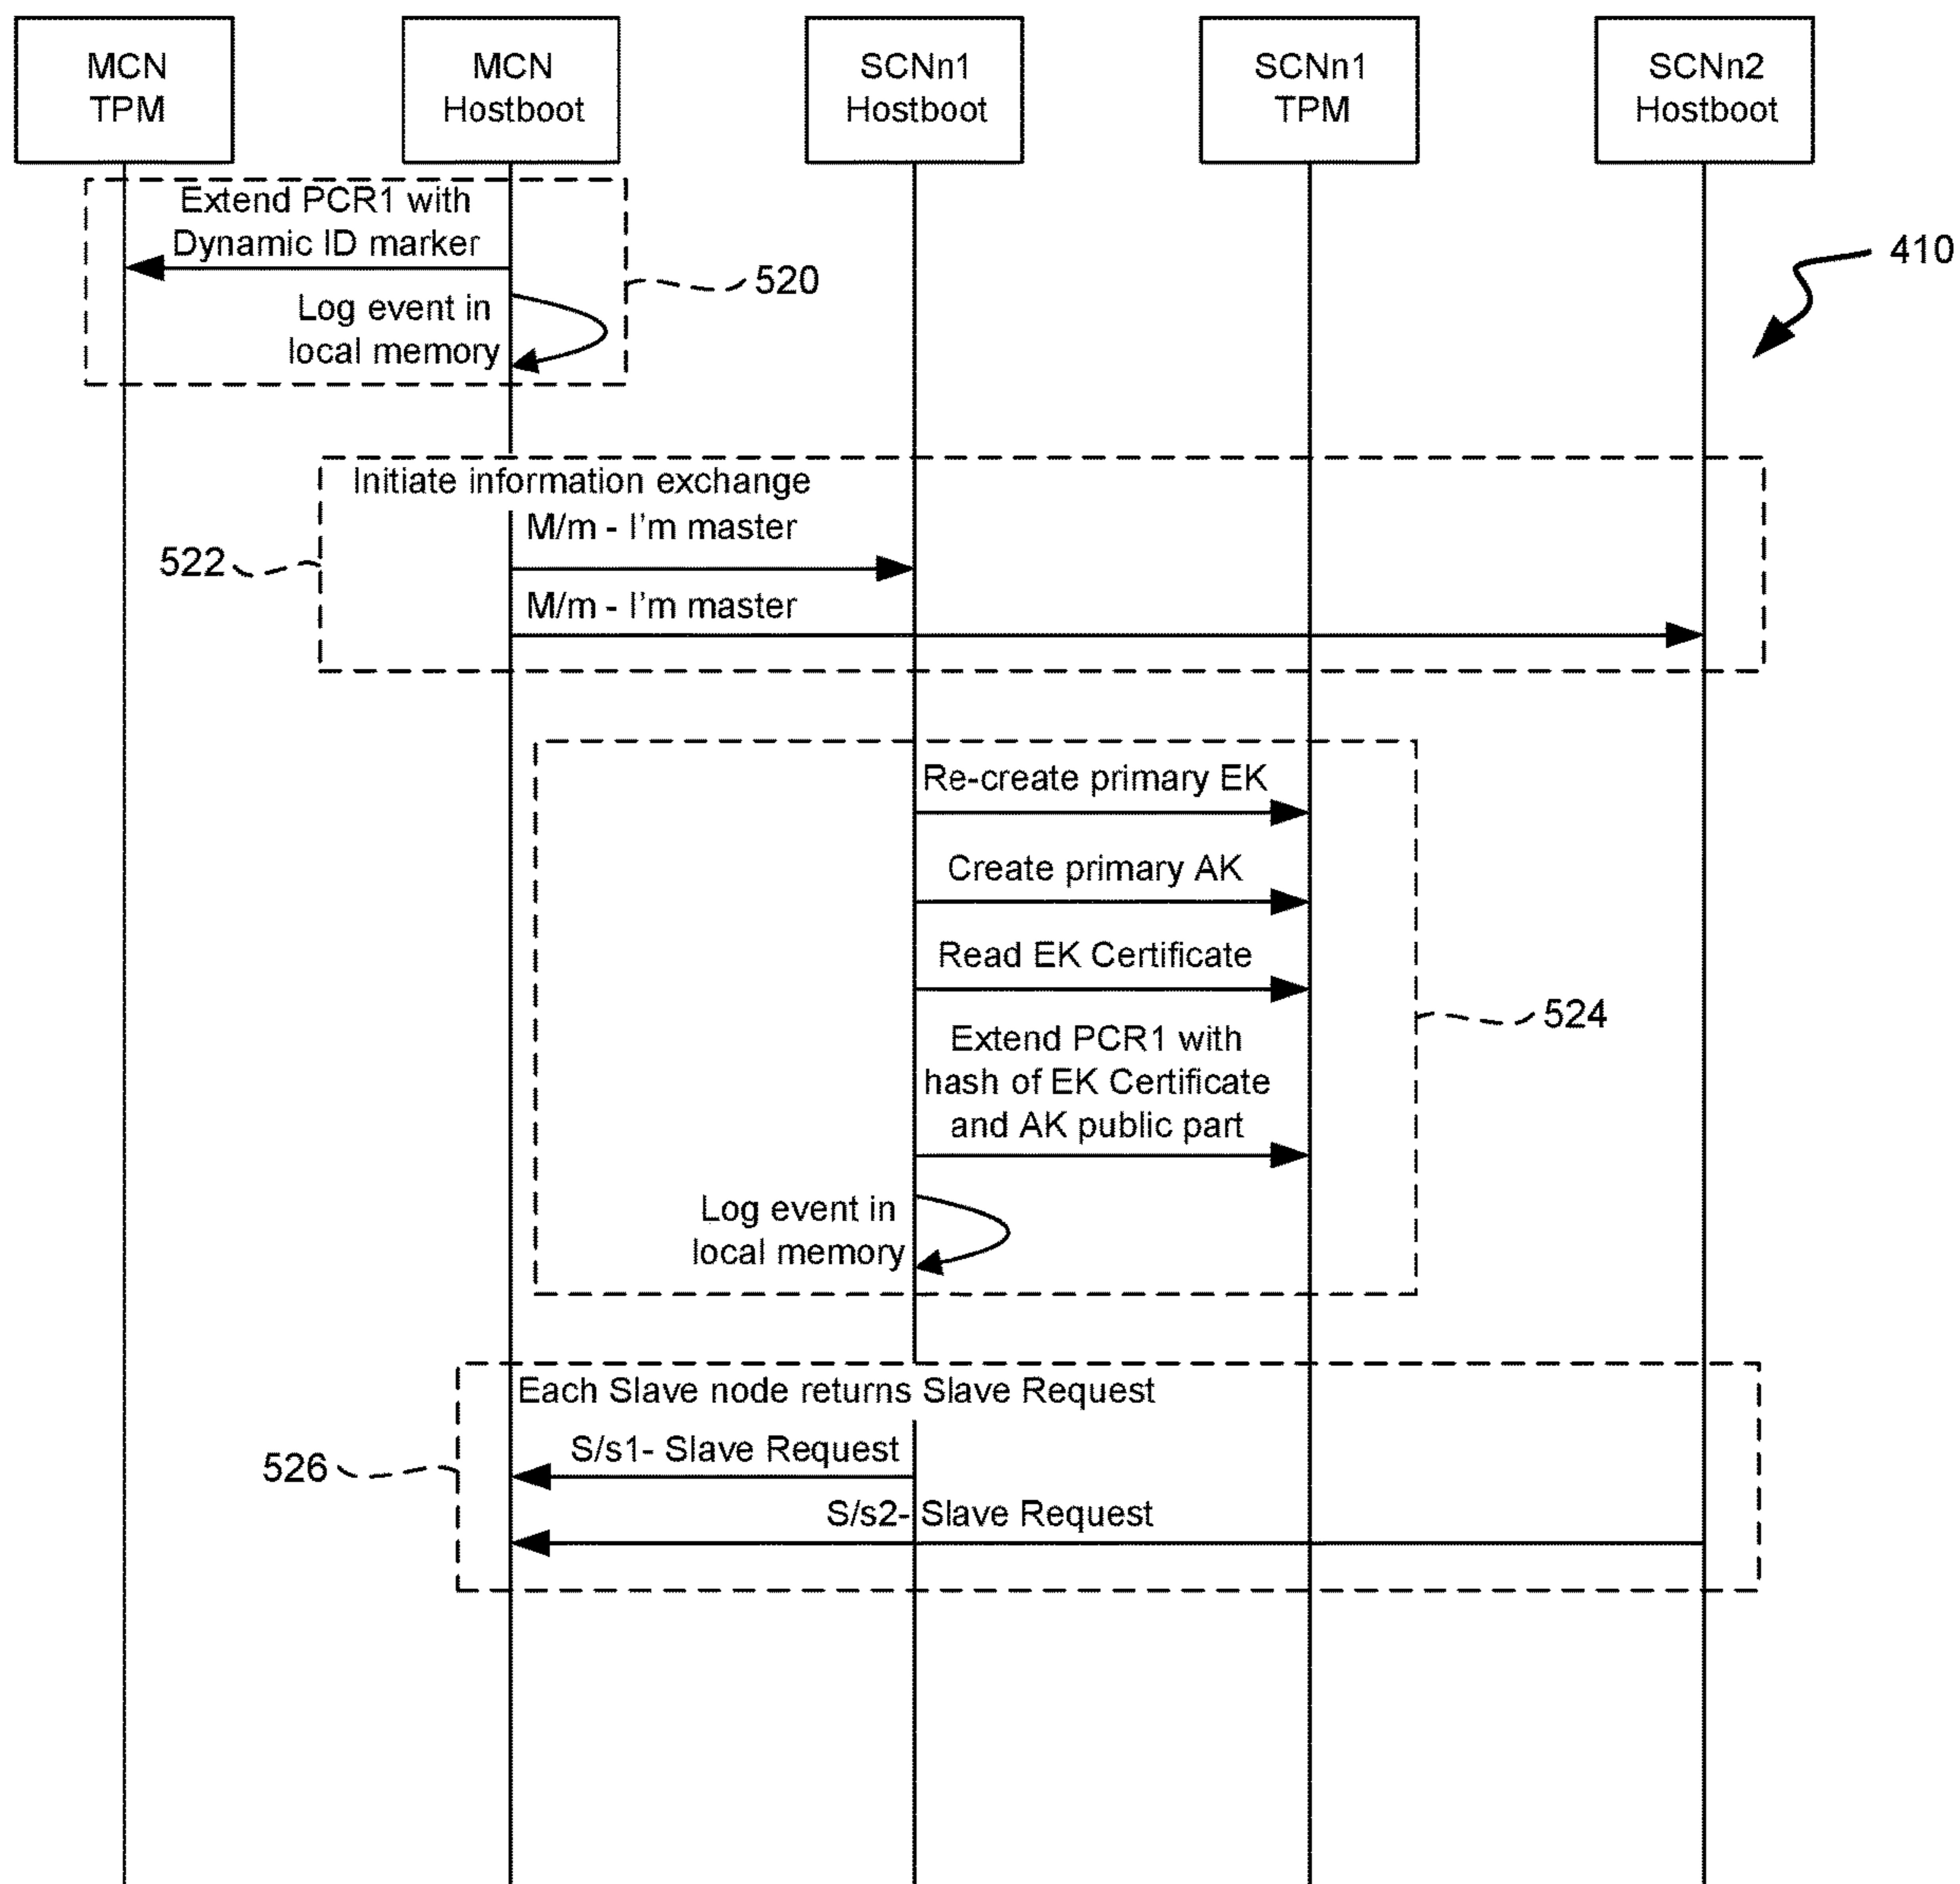 MCN
TPM
MCN
Hostboot
SCNn1
Hostboot
SCNn1
TPM
SCNn2
Hostboot
Extend PCR1 with
Dynamic ID marker
410
520
Log event in
local memory
Initiate information exchange
M/m - I'm master
522
M/m - I'm master
Re-create primary EK
Create primary AK
Read EK Certificate
524
Extend PCR1 with
hash of EK Certificate
and AK public part
Log event in
local memory
Each Slave node returns Slave Request
S/s1- Slave Request
526
S/s2- Slave Request